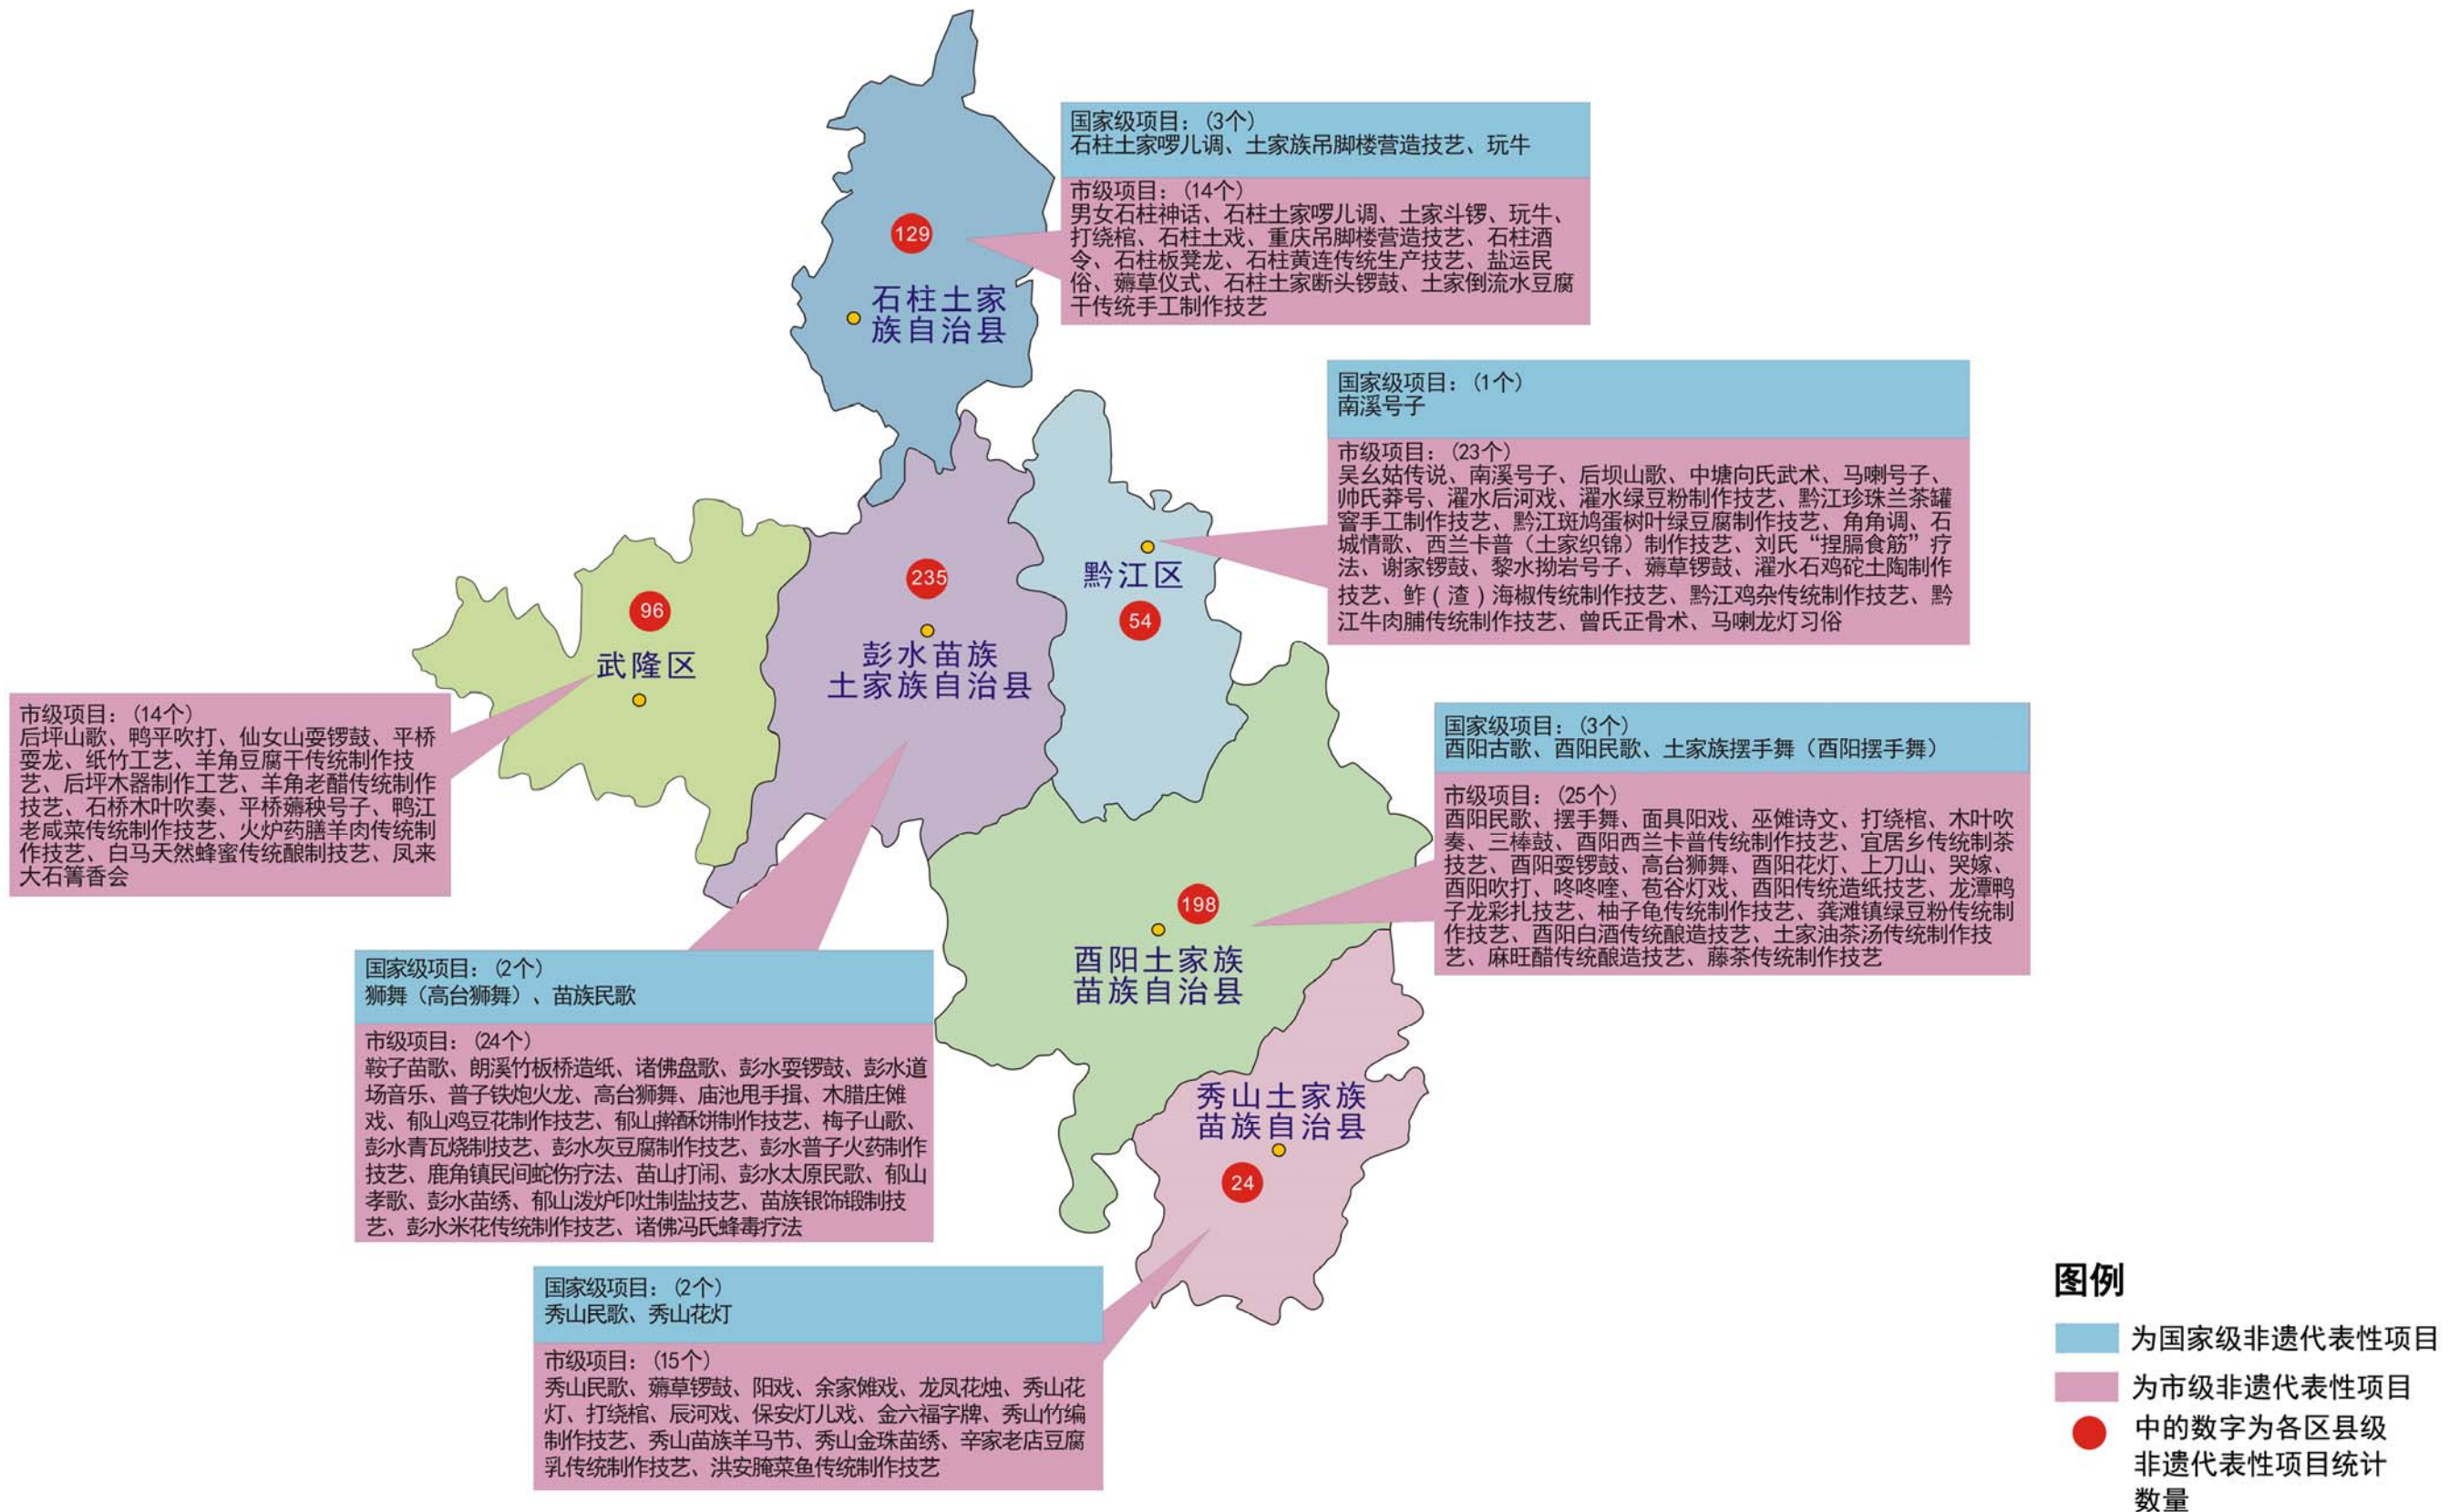 国家级项目：(3个)
石柱土家啰儿调、土家族吊脚楼营造技艺、玩牛
市级项目：(14个)
男女石柱神话、石柱土家啰儿调、土家斗锣、玩牛、
打绕棺、石柱土戏、重庆吊脚楼营造技艺、石柱酒
令、石柱板凳龙、石柱黄连传统生产技艺、盐运民
俗、薅草仪式、石柱土家断头锣鼓、土家倒流水豆腐
干传统手工制作技艺
129
石柱土家
族自治县
国家级项目：(1个)
南溪号子
市级项目：(23个)
吴幺姑传说、南溪号子、后坝山歌、中塘向氏武术、马喇号子、
帅氏莽号、濯水后河戏、濯水绿豆粉制作技艺、黔江珍珠兰茶罐
窨手工制作技艺、黔江斑鸠蛋树叶绿豆腐制作技艺、角角调、石
城情歌、西兰卡普（土家织锦）制作技艺、刘氏“捏膈食筋”疗
法、谢家锣鼓、黎水拗岩号子、薅草锣鼓、濯水石鸡砣土陶制作
技艺、鲊（渣）海椒传统制作技艺、黔江鸡杂传统制作技艺、黔
江牛肉脯传统制作技艺、曾氏正骨术、马喇龙灯习俗
黔江区
54
235
彭水苗族
土家族自治县
96
武隆区
市级项目：(14个)
后坪山歌、鸭平吹打、仙女山耍锣鼓、平桥
耍龙、纸竹工艺、羊角豆腐干传统制作技
艺、后坪木器制作工艺、羊角老醋传统制作
技艺、石桥木叶吹奏、平桥薅秧号子、鸭江
老咸菜传统制作技艺、火炉药膳羊肉传统制
作技艺、白马天然蜂蜜传统酿制技艺、凤来
大石箐香会
国家级项目：(3个)
酉阳古歌、酉阳民歌、土家族摆手舞（酉阳摆手舞）
市级项目：(25个)
酉阳民歌、摆手舞、面具阳戏、巫傩诗文、打绕棺、木叶吹
奏、三棒鼓、酉阳西兰卡普传统制作技艺、宜居乡传统制茶
技艺、酉阳耍锣鼓、高台狮舞、酉阳花灯、上刀山、哭嫁、
酉阳吹打、咚咚喹、苞谷灯戏、酉阳传统造纸技艺、龙潭鸭
子龙彩扎技艺、柚子龟传统制作技艺、龚滩镇绿豆粉传统制
作技艺、酉阳白酒传统酿造技艺、土家油茶汤传统制作技
艺、麻旺醋传统酿造技艺、藤茶传统制作技艺
198
酉阳土家族
苗族自治县
国家级项目：(2个)
狮舞（高台狮舞）、苗族民歌
市级项目：(24个)
鞍子苗歌、朗溪竹板桥造纸、诸佛盘歌、彭水耍锣鼓、彭水道
场音乐、普子铁炮火龙、高台狮舞、庙池甩手揖、木腊庄傩
戏、郁山鸡豆花制作技艺、郁山擀酥饼制作技艺、梅子山歌、
彭水青瓦烧制技艺、彭水灰豆腐制作技艺、彭水普子火药制作
技艺、鹿角镇民间蛇伤疗法、苗山打闹、彭水太原民歌、郁山
孝歌、彭水苗绣、郁山泼炉印灶制盐技艺、苗族银饰锻制技
艺、彭水米花传统制作技艺、诸佛冯氏蜂毒疗法
秀山土家族
苗族自治县
24
国家级项目：(2个)
秀山民歌、秀山花灯
市级项目：(15个)
秀山民歌、薅草锣鼓、阳戏、余家傩戏、龙凤花烛、秀山花
灯、打绕棺、辰河戏、保安灯儿戏、金六福字牌、秀山竹编
制作技艺、秀山苗族羊马节、秀山金珠苗绣、辛家老店豆腐
乳传统制作技艺、洪安腌菜鱼传统制作技艺
图例
为国家级非遗代表性项目
为市级非遗代表性项目
中的数字为各区县级
非遗代表性项目统计
数量